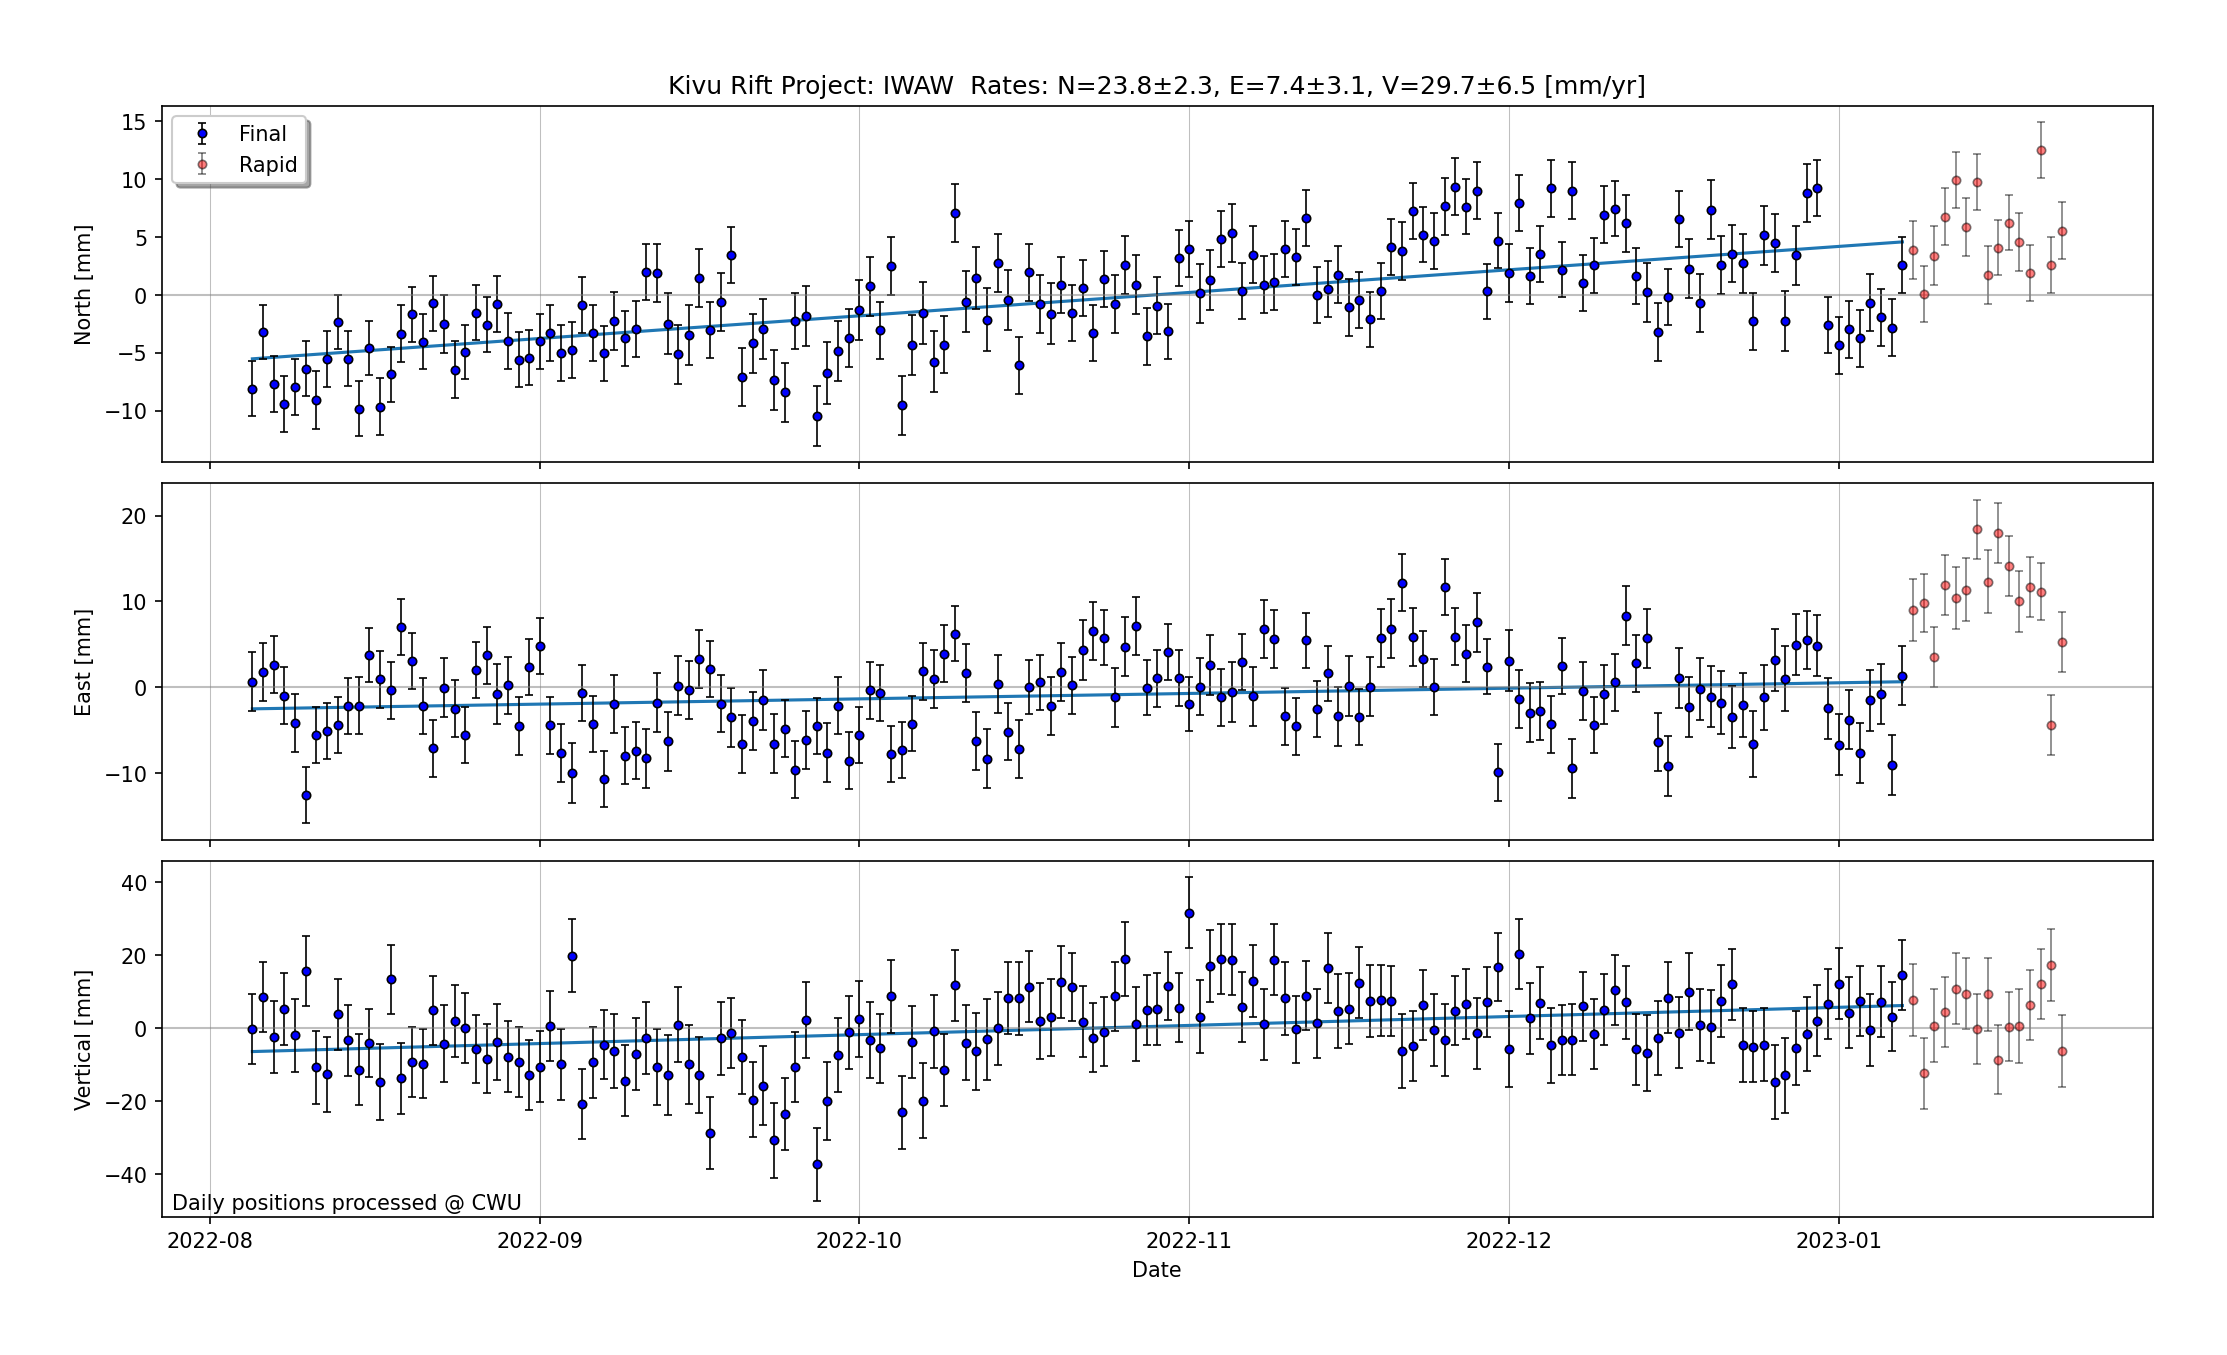 Kivu Rift Project: IWAW  Rates: N=23.8±2.3, E=7.4±3.1, V=29.7±6.5 [mm/yr]
Final
Rapid
North [mm]
15
10
5
0
−5
−10
East [mm]
20
10
0
−10
Vertical [mm]
40
20
0
−20
−40
Daily positions processed @ CWU
2022-08 2022-09 2022-10 2022-11 2022-12 2023-01
Date